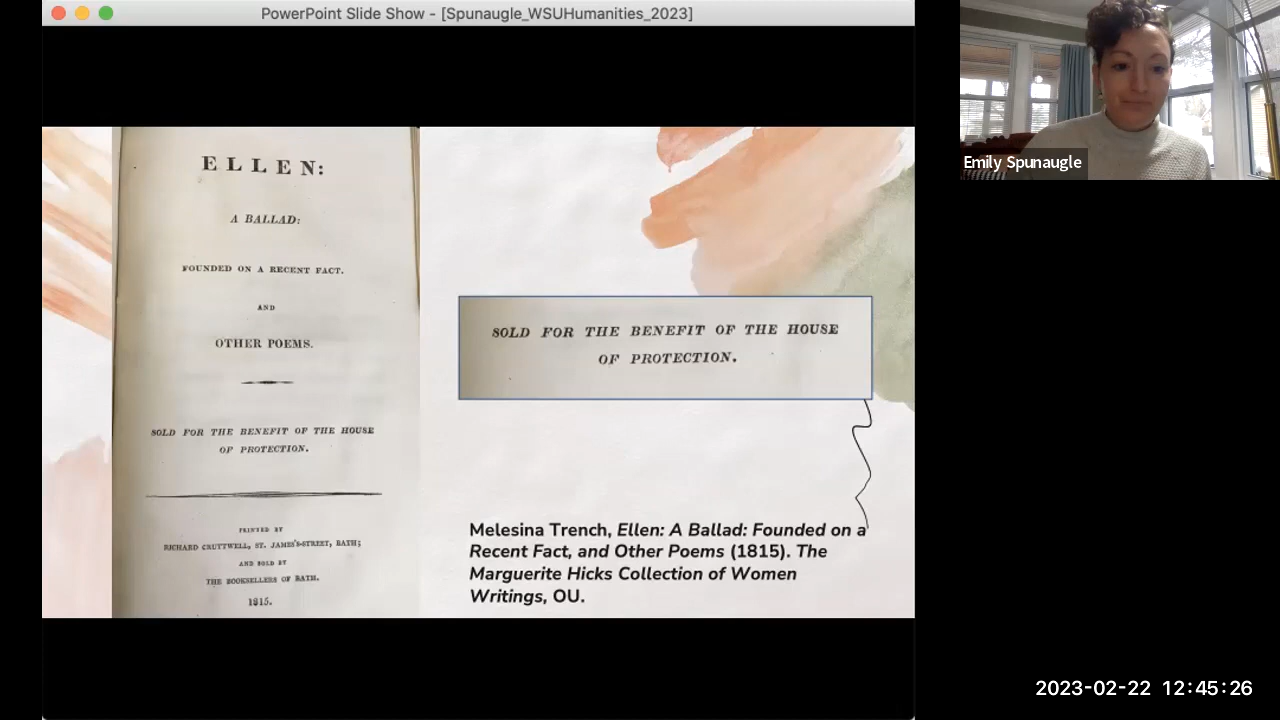 PowerPoint Slide Show - [Spunaugle_WSUHumanities_2023]
ELLEN:
A BALLAD:
FOUNDED ON A RECENT FACT.
AND
OTHER POEMS.
SOLD FOR THE BENEFIT OF THE HOUSE
OF PROTECTION.
PRINTED BY
RICHARD CRUTTWELL, ST. JAMES'S-STREET, BATH;
AND SOLD BY
THE BOOKSELLERS OF BATH.
1815.
SOLD FOR THE BENEFIT OF THE HOUSE
OF PROTECTION.
Melesina Trench, Ellen: A Ballad: Founded on a
Recent Fact, and Other Poems (1815). The
Marguerite Hicks Collection of Women
Writings, OU.
Emily Spunaugle
2023-02-22 12:45:26